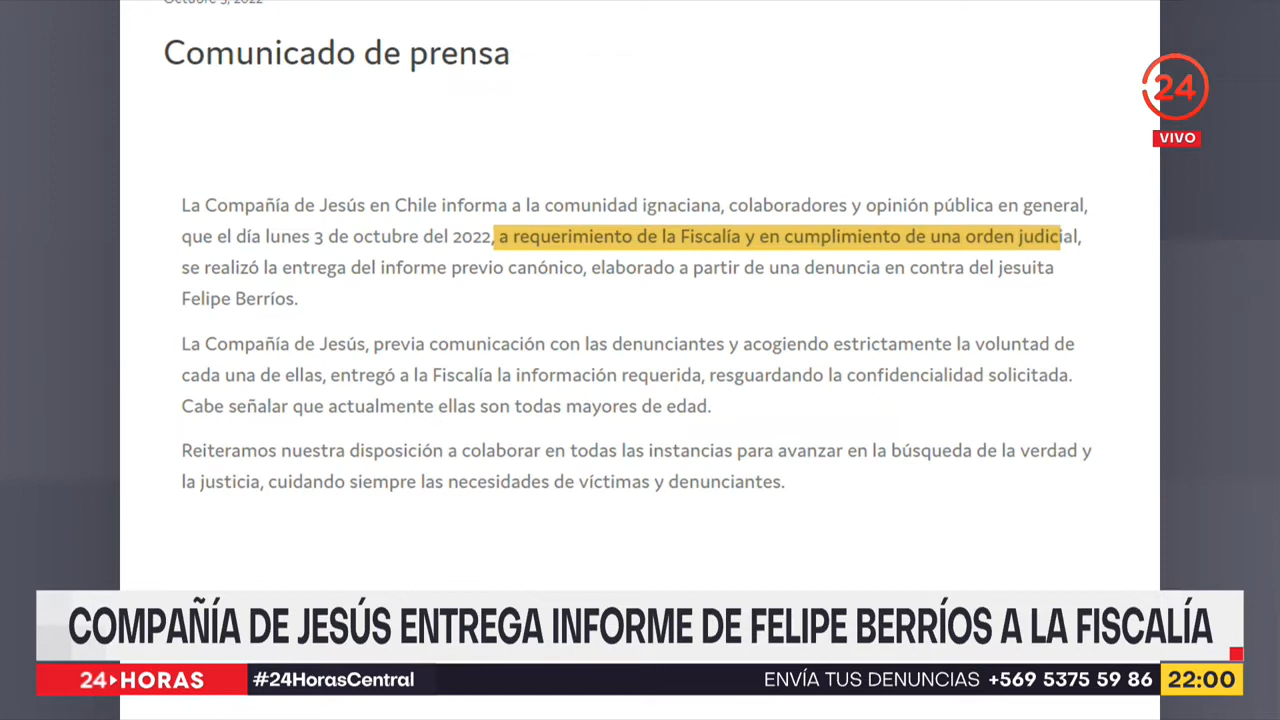 Octubre 3, 2022
Comunicado de prensa
24
VIVO
La Compañía de Jesús en Chile informa a la comunidad ignaciana, colaboradores y opinión pública en general,
que el día lunes 3 de octubre del 2022, a requerimiento de la Fiscalía y en cumplimiento de una orden judicial,
se realizó la entrega del informe previo canónico, elaborado a partir de una denuncia en contra del jesuita
Felipe Berríos.
La Compañía de Jesús, previa comunicación con las denunciantes y acogiendo estrictamente la voluntad de
cada una de ellas, entregó a la Fiscalía la información requerida, resguardando la confidencialidad solicitada.
Cabe señalar que actualmente ellas son todas mayores de edad.
Reiteramos nuestra disposición a colaborar en todas las instancias para avanzar en la búsqueda de la verdad y
la justicia, cuidando siempre las necesidades de víctimas y denunciantes.
COMPAÑÍA DE JESÚS ENTREGA INFORME DE FELIPE BERRÍOS A LA FISCALÍA
24 HORAS #24HorasCentral ENVÍA TUS DENUNCIAS +569 5375 59 86 22:00